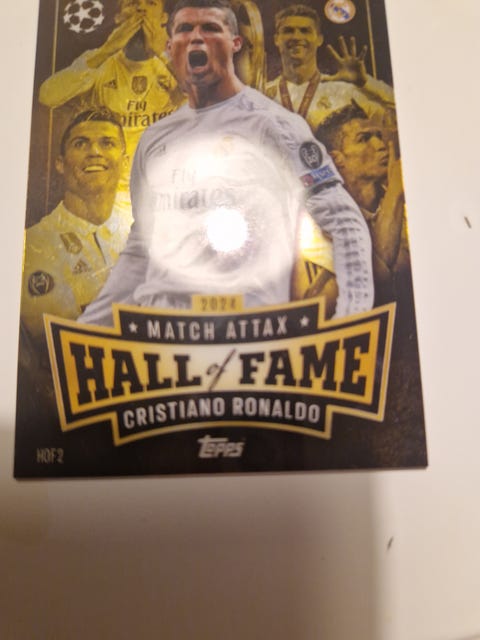 Fly
Emirates
Fly
Emirates
2024
MATCH ATTAX
HALL of FAME
CRISTIANO RONALDO
Topps
HOF2